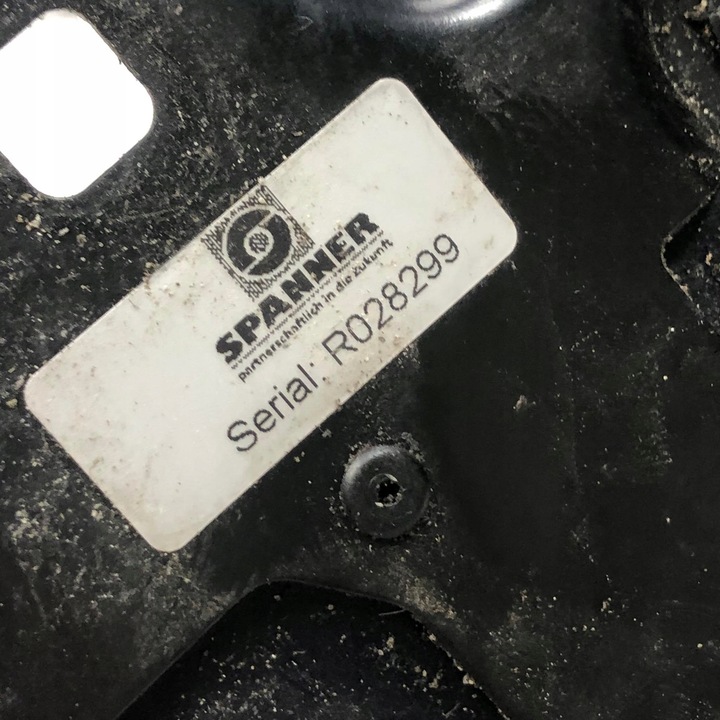 SPANNER
partnerschaftlich in die Zukunft
Serial: R028299